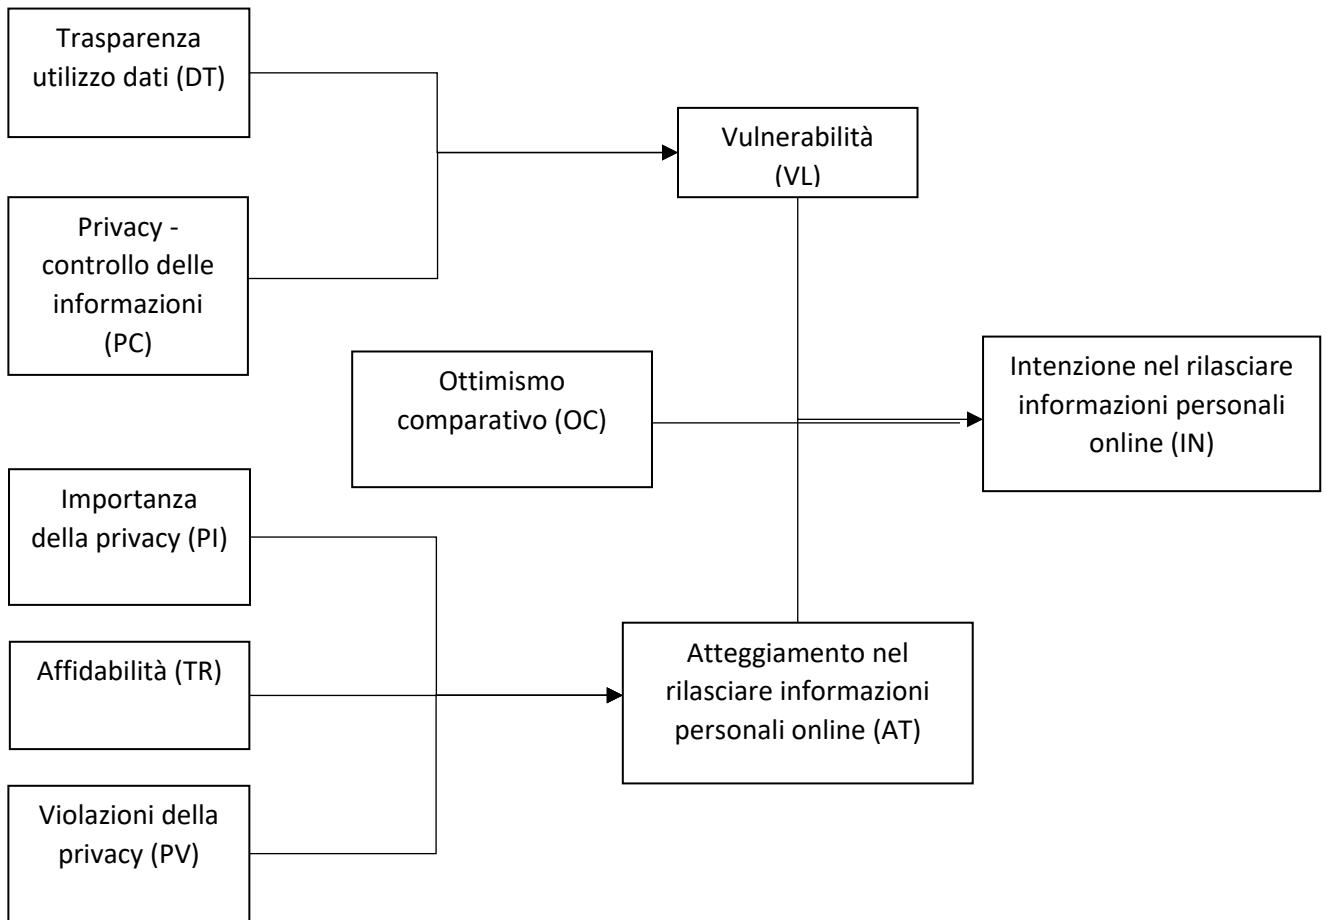 Trasparenza
utilizzo dati (DT)
Vulnerabilità
(VL)
Privacy -
controllo delle
informazioni
(PC)
Ottimismo
comparativo (OC)
Intenzione nel rilasciare
informazioni personali
online (IN)
Importanza
della privacy (PI)
Affidabilità (TR)
Atteggiamento nel
rilasciare informazioni
personali online (AT)
Violazioni della
privacy (PV)